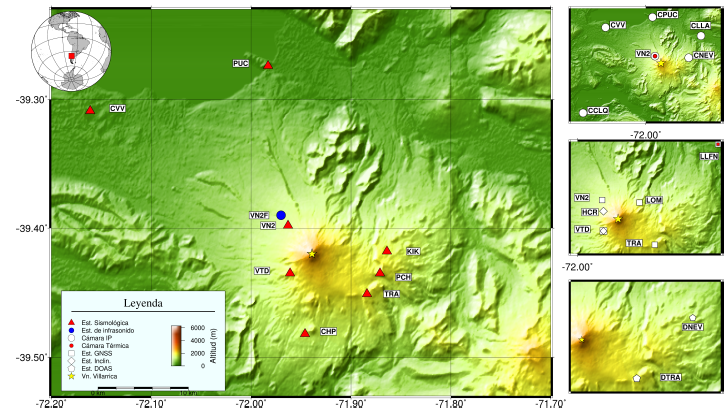 CPUC
CVV
CLLA
PUC
VN2
CNEV
-39.30˚
CVV
CCLQ
-72.00˚
LLFN
VN2
LOM
VN2F
HCR
-39.40˚
VN2
VTD
KIK
TRA
VTD
PCH
-72.00˚
TRA
Leyenda
DNEV
Est. Sismológica
Est. de infrasonido
Cámara IP
Cámara Térmica
Est. GNSS
Est. Inclin.
Est. DOAS
Vn. Villarrica
6000
4000
2000
0
Altitud (m)
CHP
-39.50˚
DTRA
0 km
10 km
-72.20˚
-72.10˚
-72.00˚
-71.90˚
-71.80˚
-71.70˚